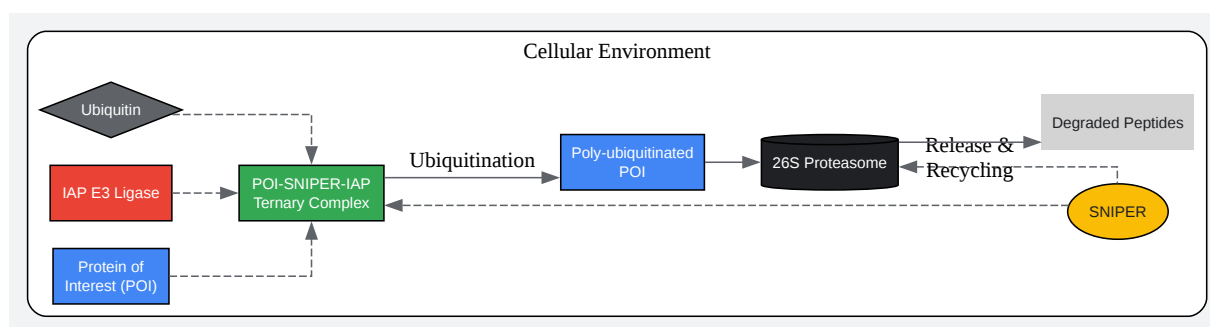 Cellular Environment
Ubiquitin
IAP E3 Ligase
Protein of
Interest (POI)
POI-SNIPER-IAP
Ternary Complex
Ubiquitination
Poly-ubiquitinated
POI
26S Proteasome
Release &
Recycling
Degraded Peptides
SNIPER